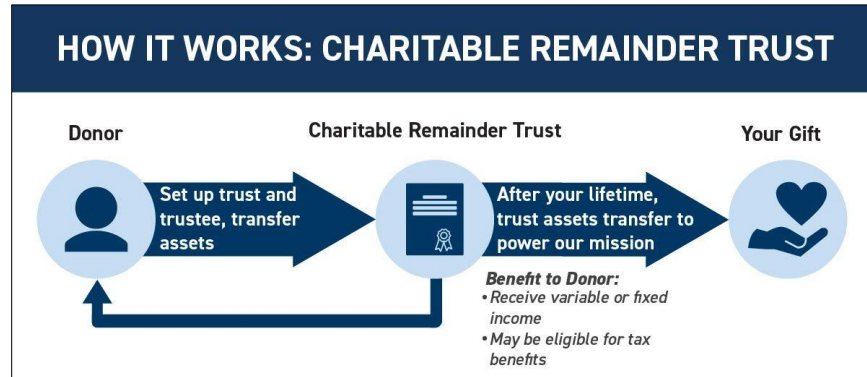 HOW IT WORKS: CHARITABLE REMAINDER TRUST
Donor
Charitable Remainder Trust
Your Gift
Set up trust and
trustee, transfer
assets
After your lifetime,
trust assets transfer to
power our mission
Benefit to Donor:
• Receive variable or fixed
income
• May be eligible for tax
benefits